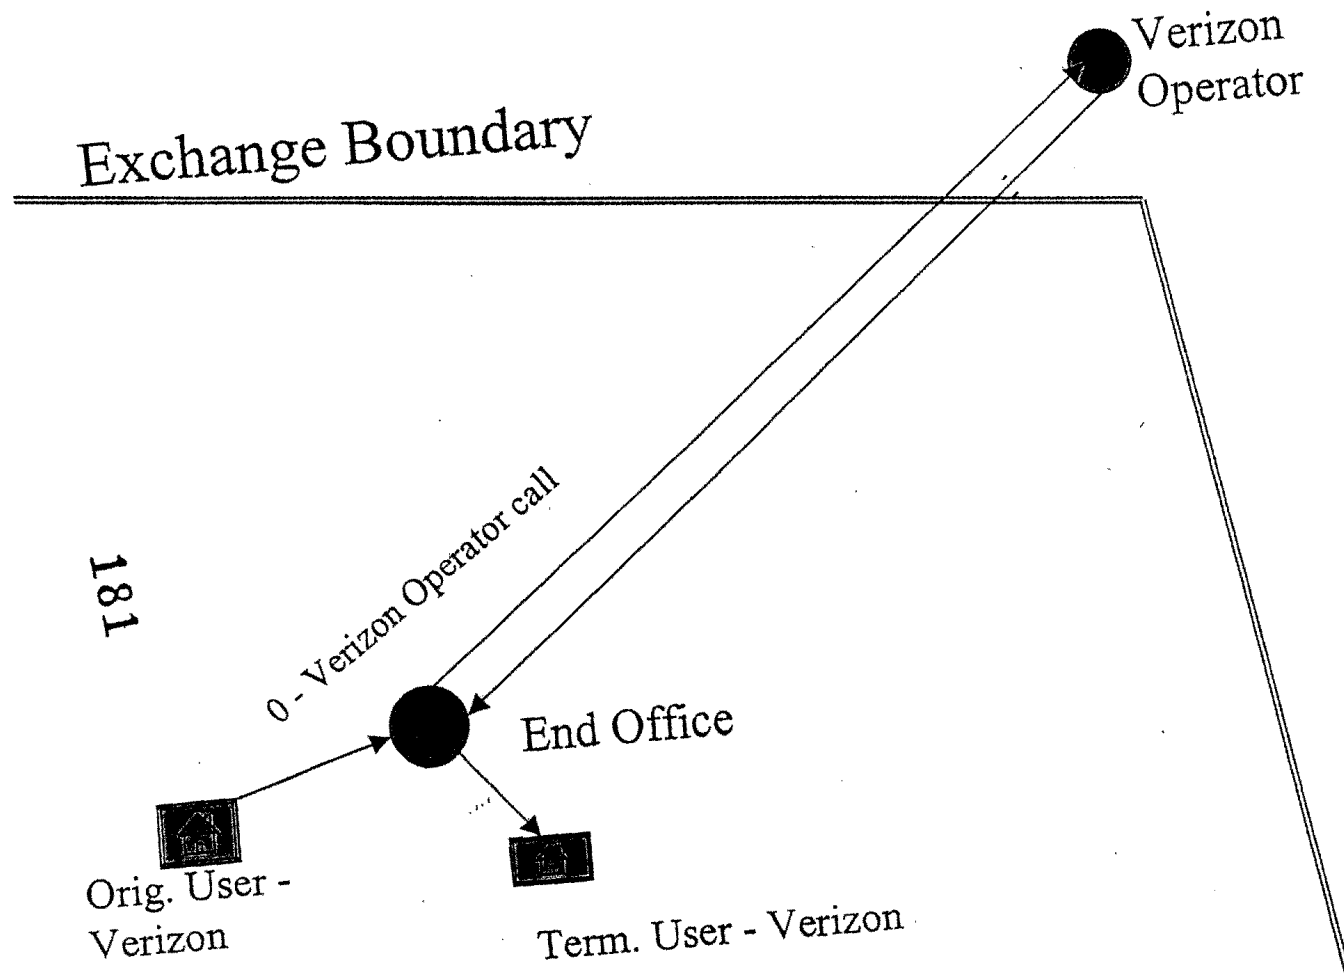 Verizon
Operator
Exchange Boundary
0 - Verizon Operator call
181
End Office
Orig. User -
Verizon
Term. User - Verizon